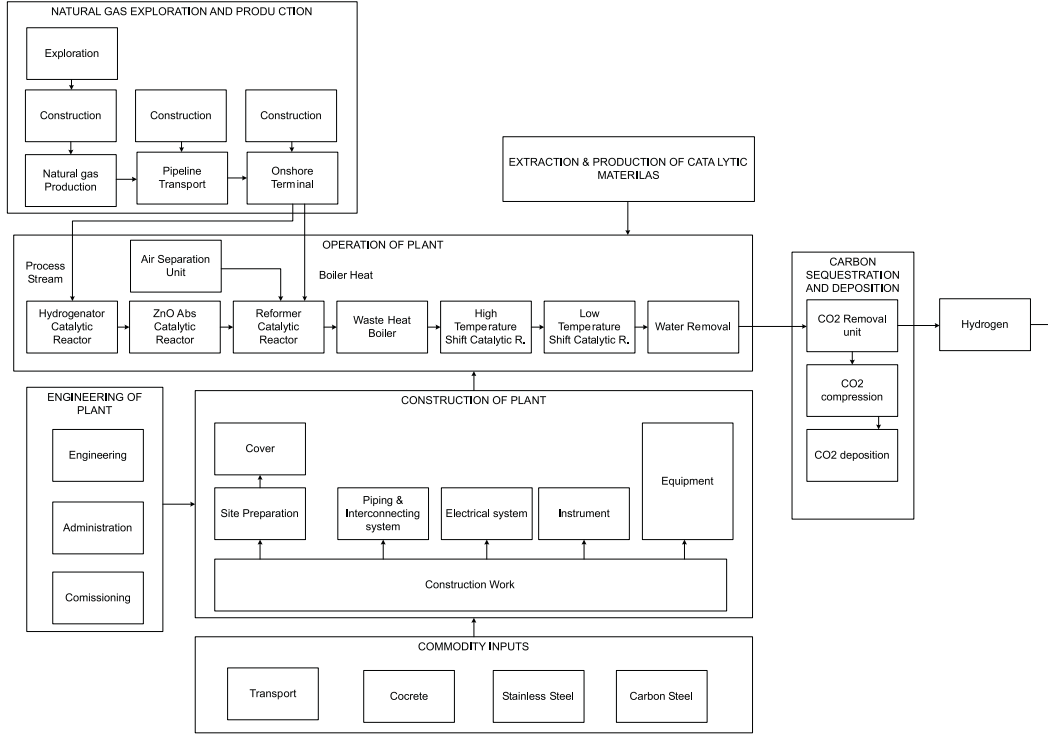 NATURAL GAS EXPLORATION AND PRODUCTION
Exploration
Construction
Construction
Construction
Natural gas
Production
Pipeline
Transport
Onshore
Terminal
EXTRACTION & PRODUCTION OF CATA LYTIC
MATERILAS
OPERATION OF PLANT
Process
Stream
Air Separation
Unit
Boiler Heat
Hydrogenator
Catalytic
Reactor
ZnO Abs
Catalytic
Reactor
Reformer
Catalytic
Reactor
Waste Heat
Boiler
High
Temperature
Shift Catalytic R.
Low
Temperature
Shift Catalytic R.
Water Removal
CARBON
SEQUESTRATION
AND DEPOSITION
CO2 Removal
unit
CO2
compression
CO2 deposition
Hydrogen
ENGINEERING OF
PLANT
Engineering
Administration
Comissioning
CONSTRUCTION OF PLANT
Cover
Site Preparation
Piping &
Interconnecting
system
Electrical system
Instrument
Equipment
Construction Work
COMMODITY INPUTS
Transport
Cocrete
Stainless Steel
Carbon Steel